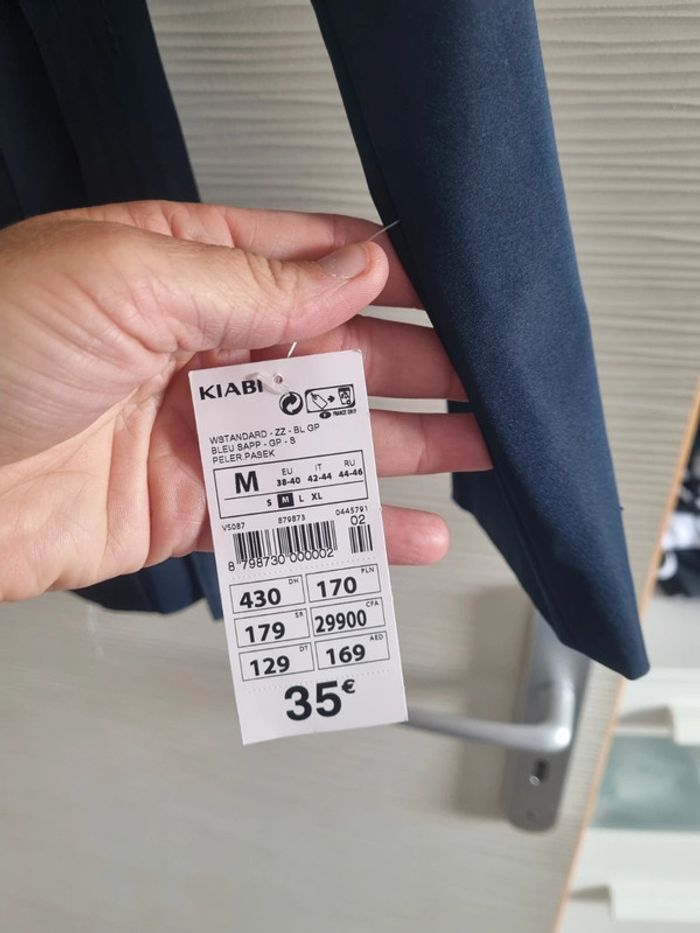 KIABI
FRANCE ONLY
WSTANDARD - ZZ - BL GP
BLEU SAPP - GP - S
PELER.PASEK
M EU IT RU
38-40 42-44 44-46
S M L XL
VS087 879873 0445791
02
8 798730 000002
430 DH 170 PLN
179 SR 29900 CFA
129 DT 169 AED
35€